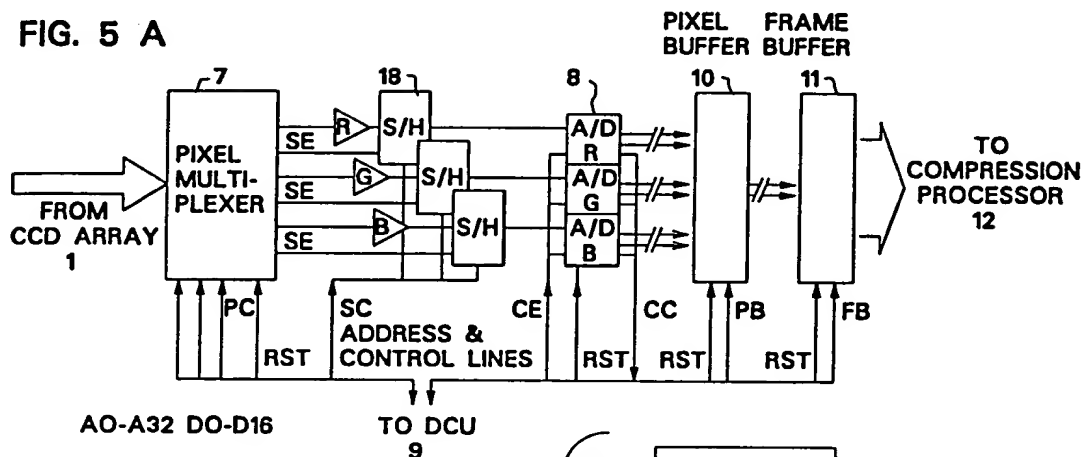 FIG. 5 A
PIXEL BUFFER
FRAME BUFFER
7
18
8
10
11
PIXEL
MULTI-
PLEXER
SE
SE
SE
R
G
B
S/H
S/H
S/H
A/D
R
A/D
G
A/D
B
FROM
CCD ARRAY
1
TO
COMPRESSION
PROCESSOR
12
PC
RST
SC
ADDRESS &
CONTROL LINES
CE
RST
CC
RST
PB
RST
FB
AO-A32 DO-D16
TO DCU
9